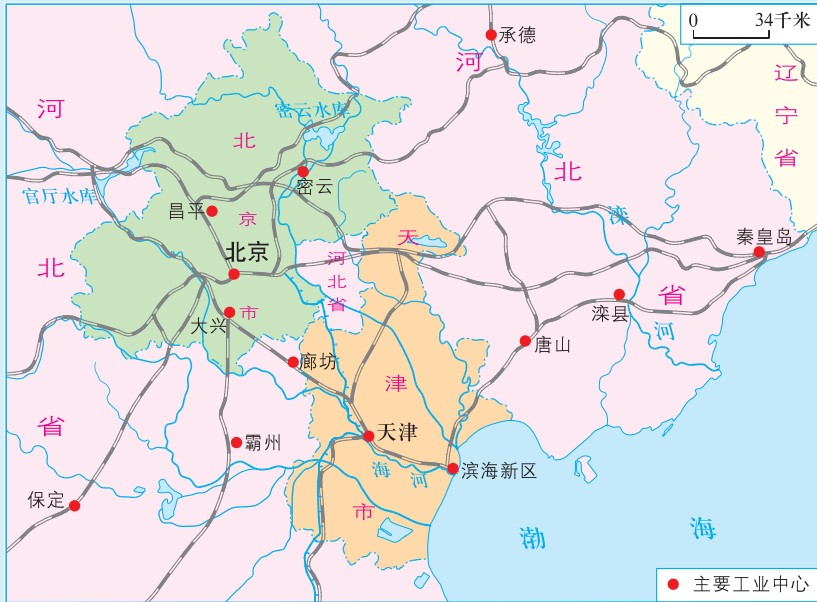 0 34千米
承德
河
辽
宁
省
河
密云水库
北
北
密云
官厅水库
昌平
京
滦
天
秦皇岛
北京
河
北
省
北
省
滦县
市
大兴
河
唐山
廊坊
津
省
天津
霸州
海
河
滨海新区
保定
市
渤
海
主要工业中心